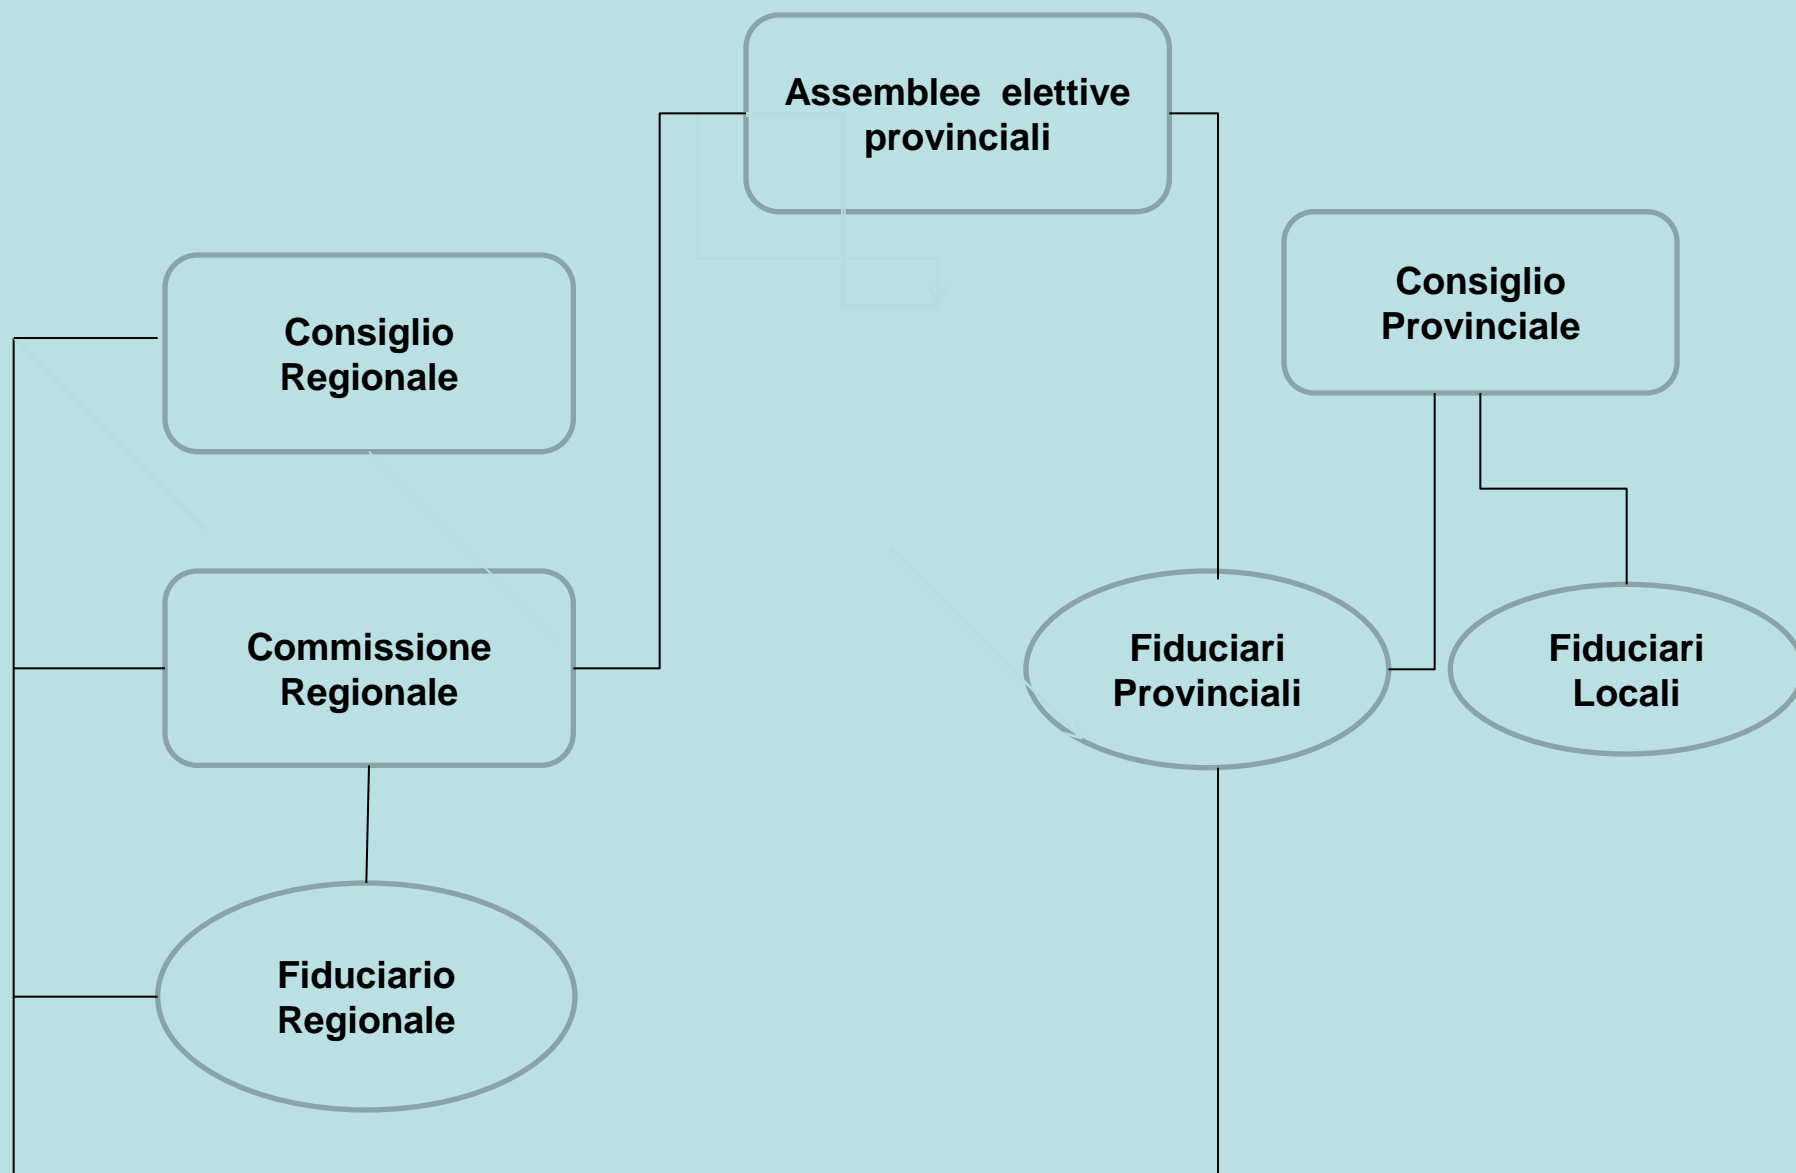 Assemblee elettive
provinciali
Consiglio
Provinciale
Consiglio
Regionale
Commissione
Regionale
Fiduciari
Provinciali
Fiduciari
Locali
Fiduciario
Regionale